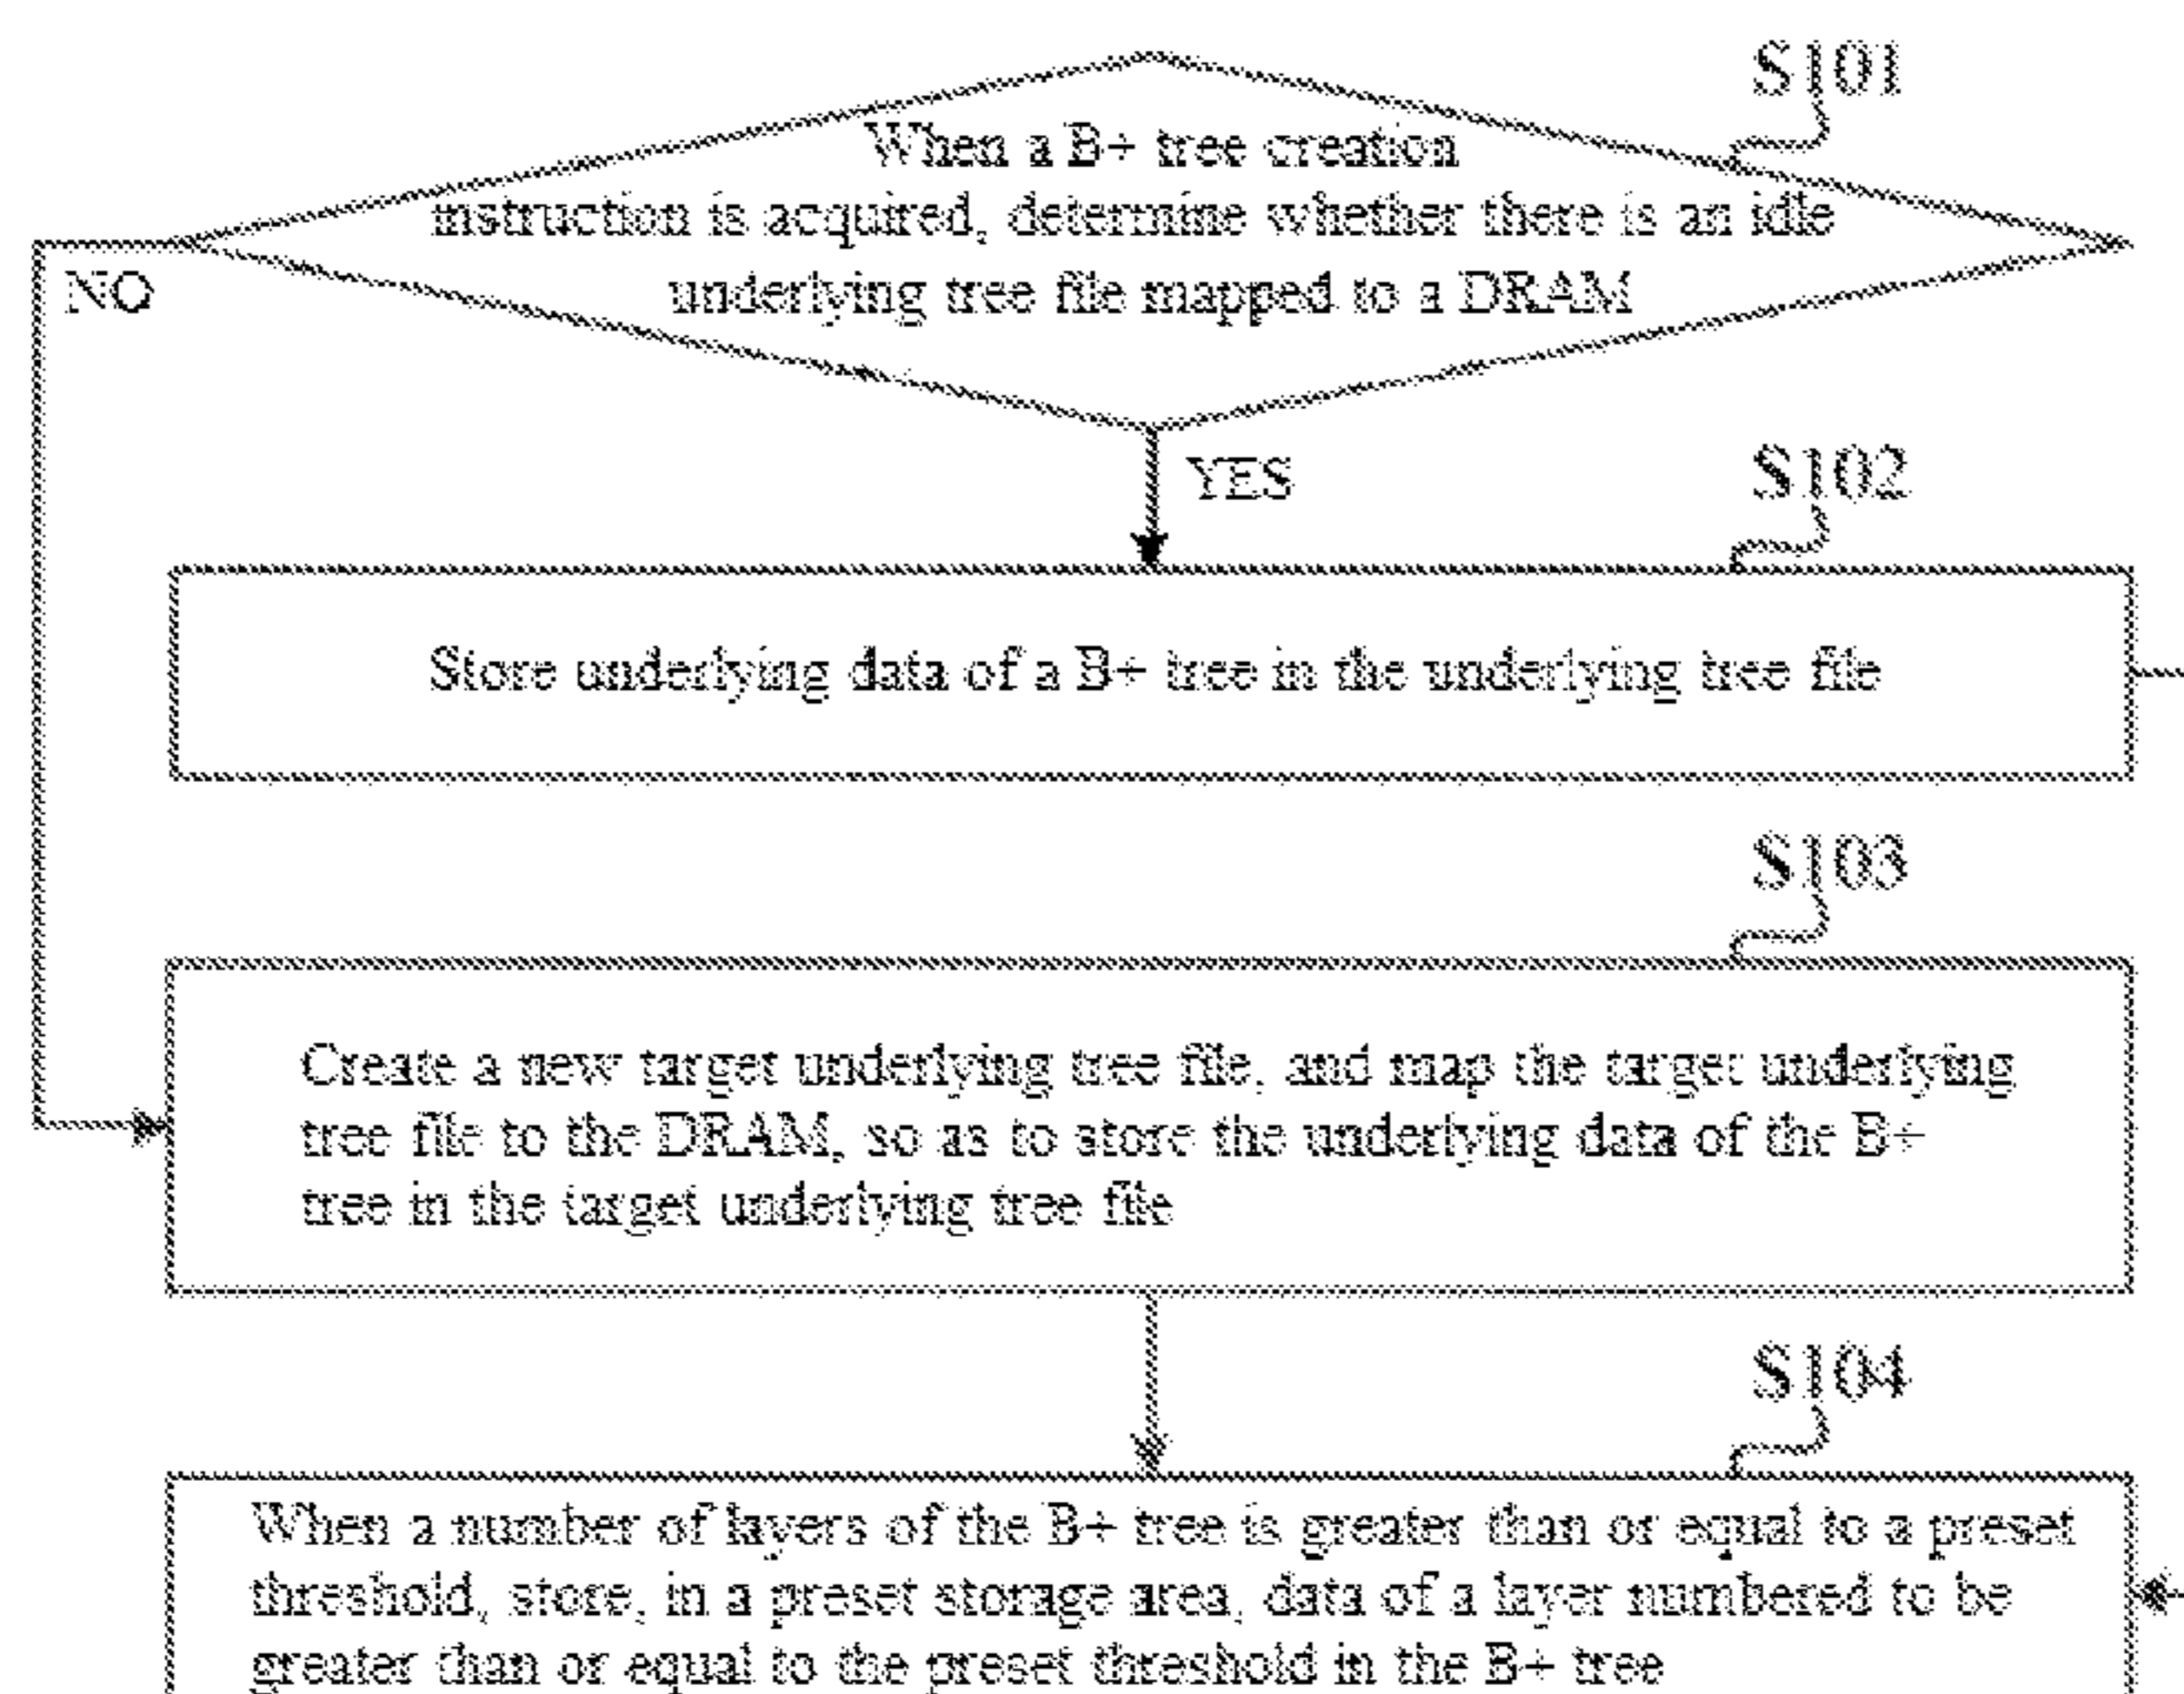 S101
When a B+ tree creation
instruction is acquired, determine whether there is an idle
underlying tree file mapped to a DRAM
NO
YES
S102
Store underlying data of a B+ tree in the underlying tree file
S103
Create a new target underlying tree file, and map the target underlying
tree file to the DRAM, so as to store the underlying data of the B+
tree in the target underlying tree file
S104
When a number of layers of the B+ tree is greater than or equal to a preset
threshold, store, in a preset storage area, data of a layer numbered to be
greater than or equal to the preset threshold in the B+ tree